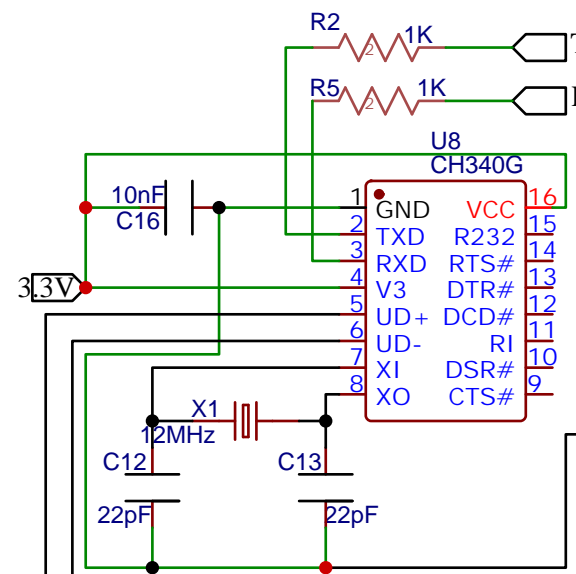 R2 1K
2
T
R5 1K
2
U8
CH340G
10nF
C16
3.3V
1 GND VCC 16
2 TXD R232 15
3 RXD RTS# 14
4 V3 DTR# 13
5 UD+ DCD# 12
6 UD- RI 11
7 XI DSR# 10
8 XO CTS# 9
X1
12MHz
C12 C13
22pF 22pF